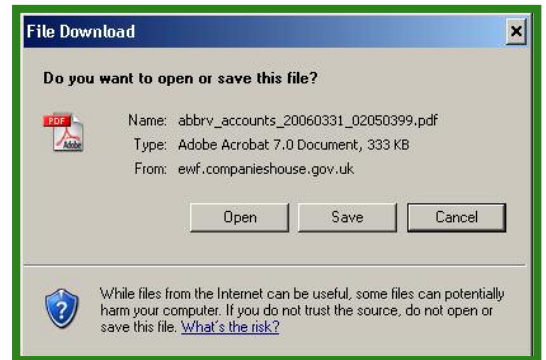 File Download
Do you want to open or save this file?
PDF
Adobe
Name: abbrv_accounts_20060331_02050399.pdf
Type: Adobe Acrobat 7.0 Document, 333 KB
From: ewf.companieshouse.gov.uk
Open Save Cancel
While files from the Internet can be useful, some files can potentially
harm your computer. If you do not trust the source, do not open or
save this file. What's the risk?